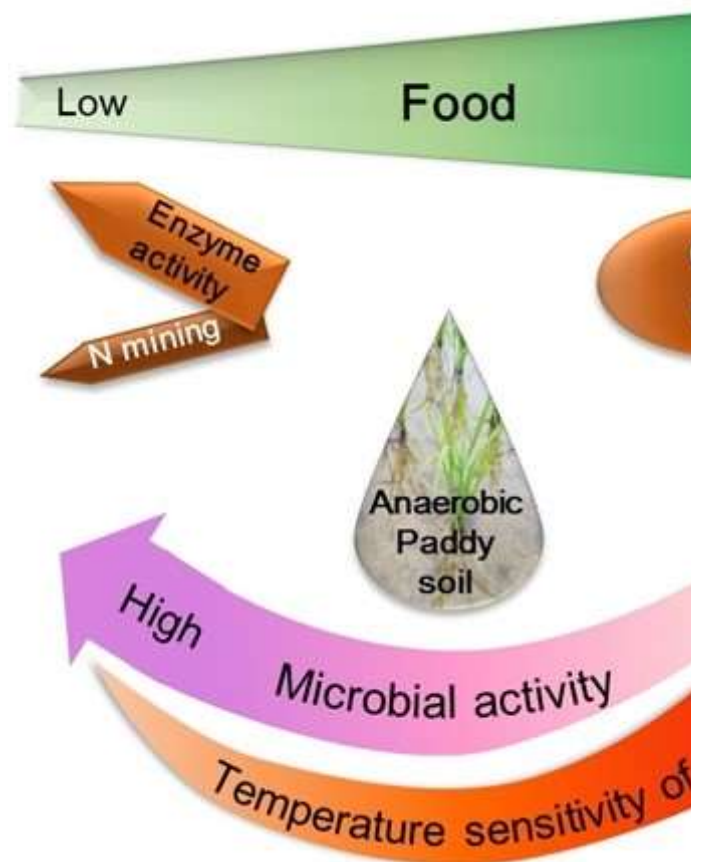 Low
Food
Enzyme
activity
N mining
Anaerobic
Paddy
soil
High
Microbial activity
Temperature sensitivity of